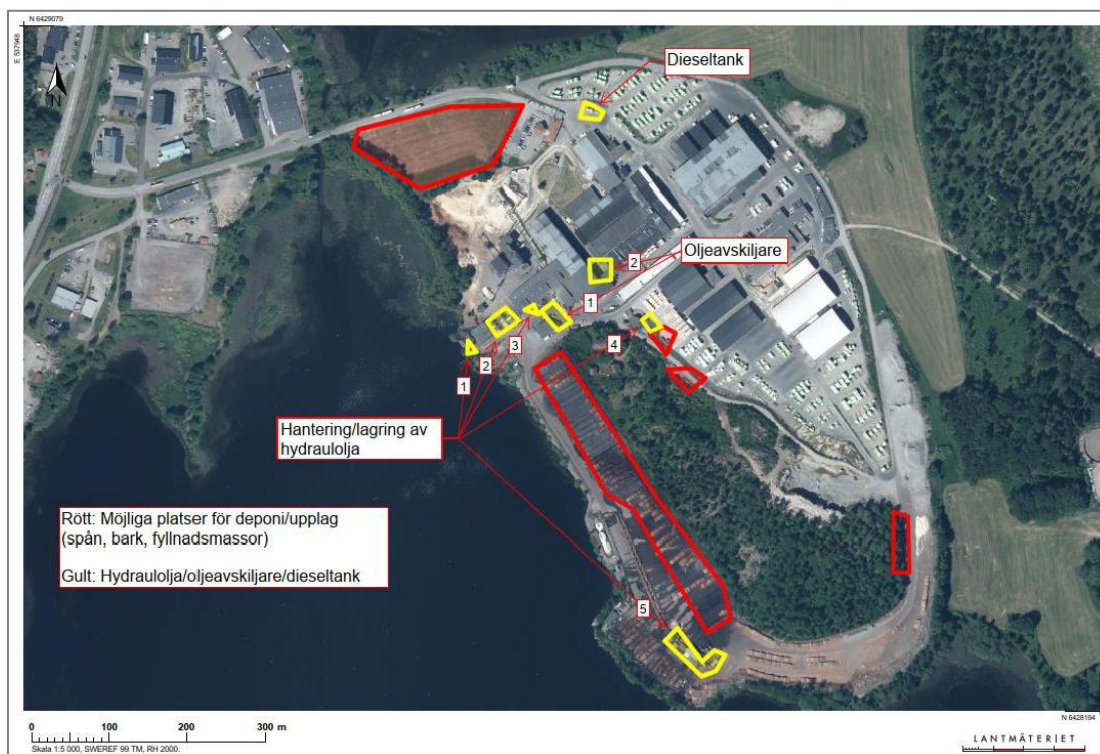 N 6429079
E 537948
N
Dieseltank
Oljeavskiljare
2
1
4
3
2
1
Hantering/lagring av
hydraulolja
Rött: Möjliga platser för deponi/upplag
(spån, bark, fyllnadsmassor)
Gult: Hydraulolja/oljeavskiljare/dieseltank
5
N 6428194
0 100 200 300 m
Skala 1:5 000, SWEREF 99 TM, RH 2000.
LANTMÄTERIET